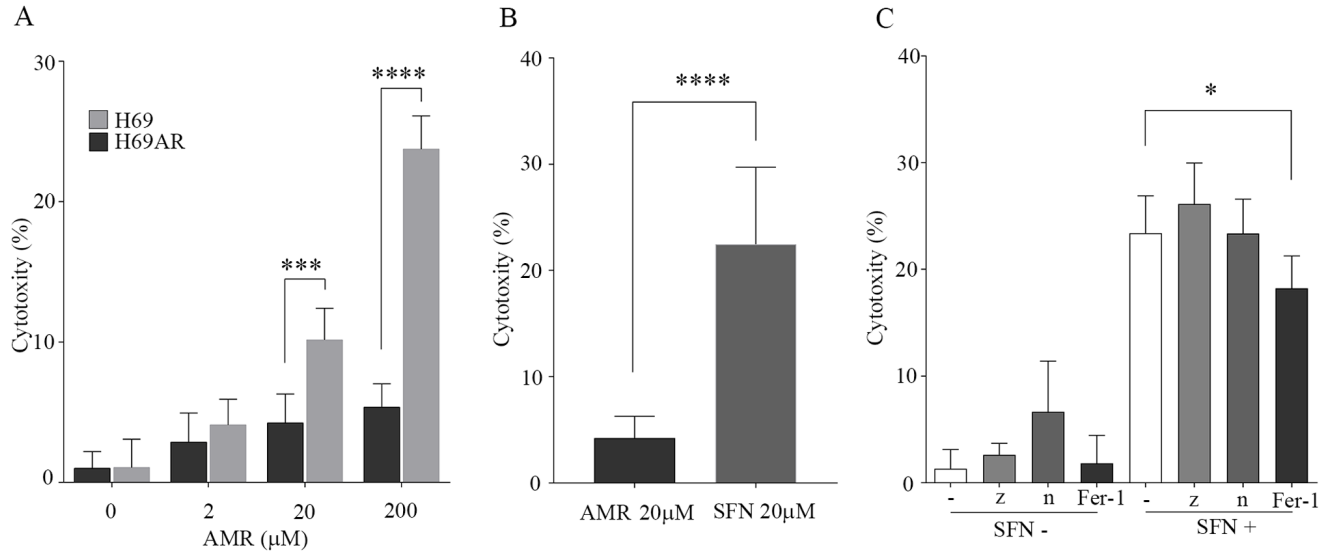 A
Cytotoxity (%)
30
20
10
0
H69
H69AR
***
****
0 2 20 200
AMR (μM)
B
Cytotoxity (%)
40
30
20
10
0
****
AMR 20μM SFN 20μM
C
Cytotoxity (%)
40
30
20
10
0
*
- z n Fer-1 - z n Fer-1
SFN - SFN +